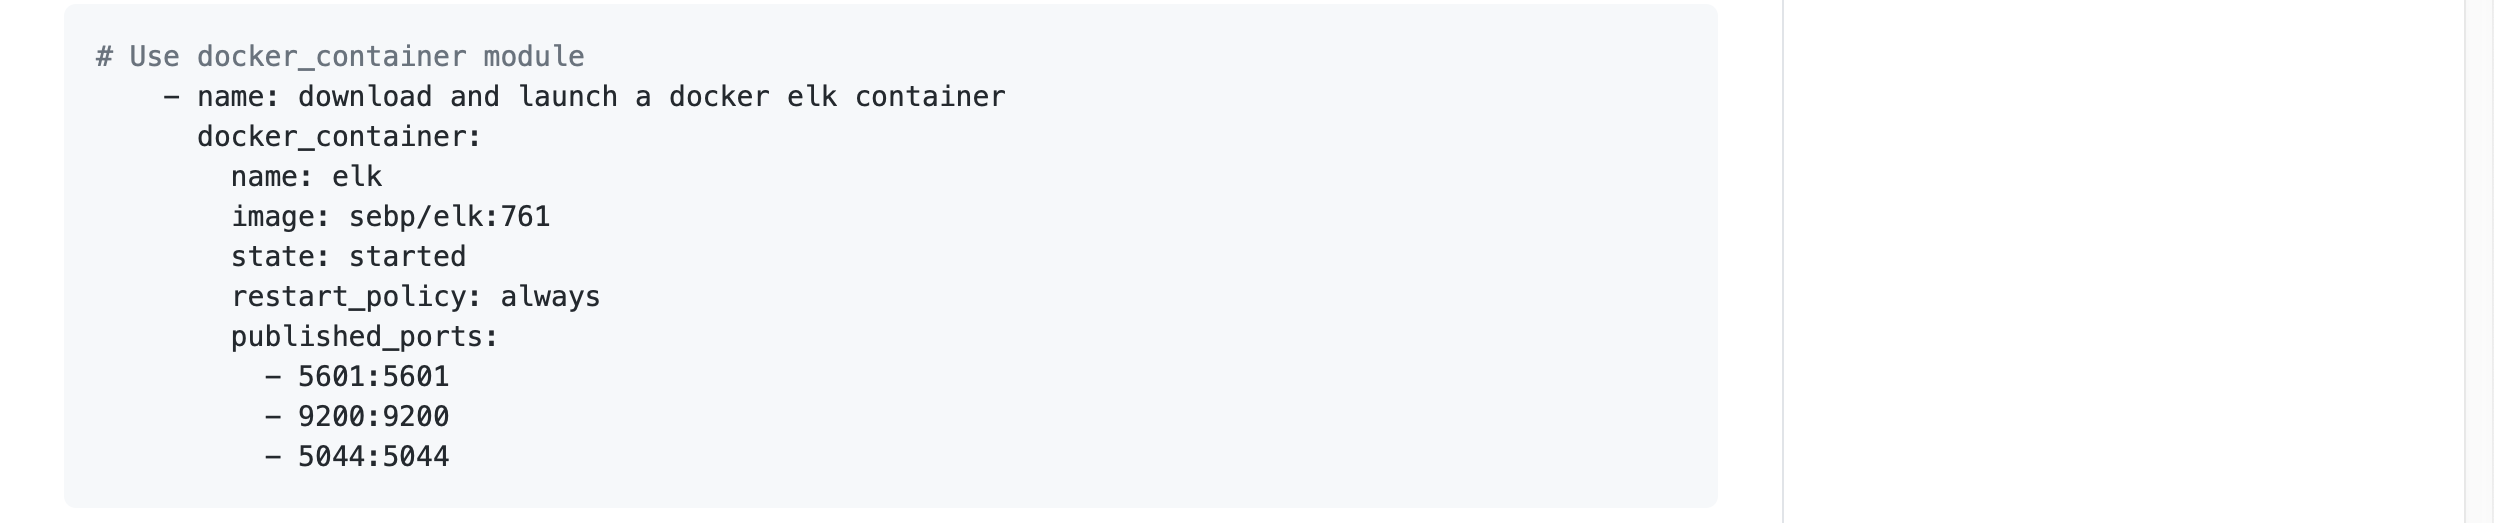 # Use docker_container module
    - name: download and launch a docker elk container
      docker_container:
        name: elk
        image: sebp/elk:761
        state: started
        restart_policy: always
        published_ports:
          - 5601:5601
          - 9200:9200
          - 5044:5044